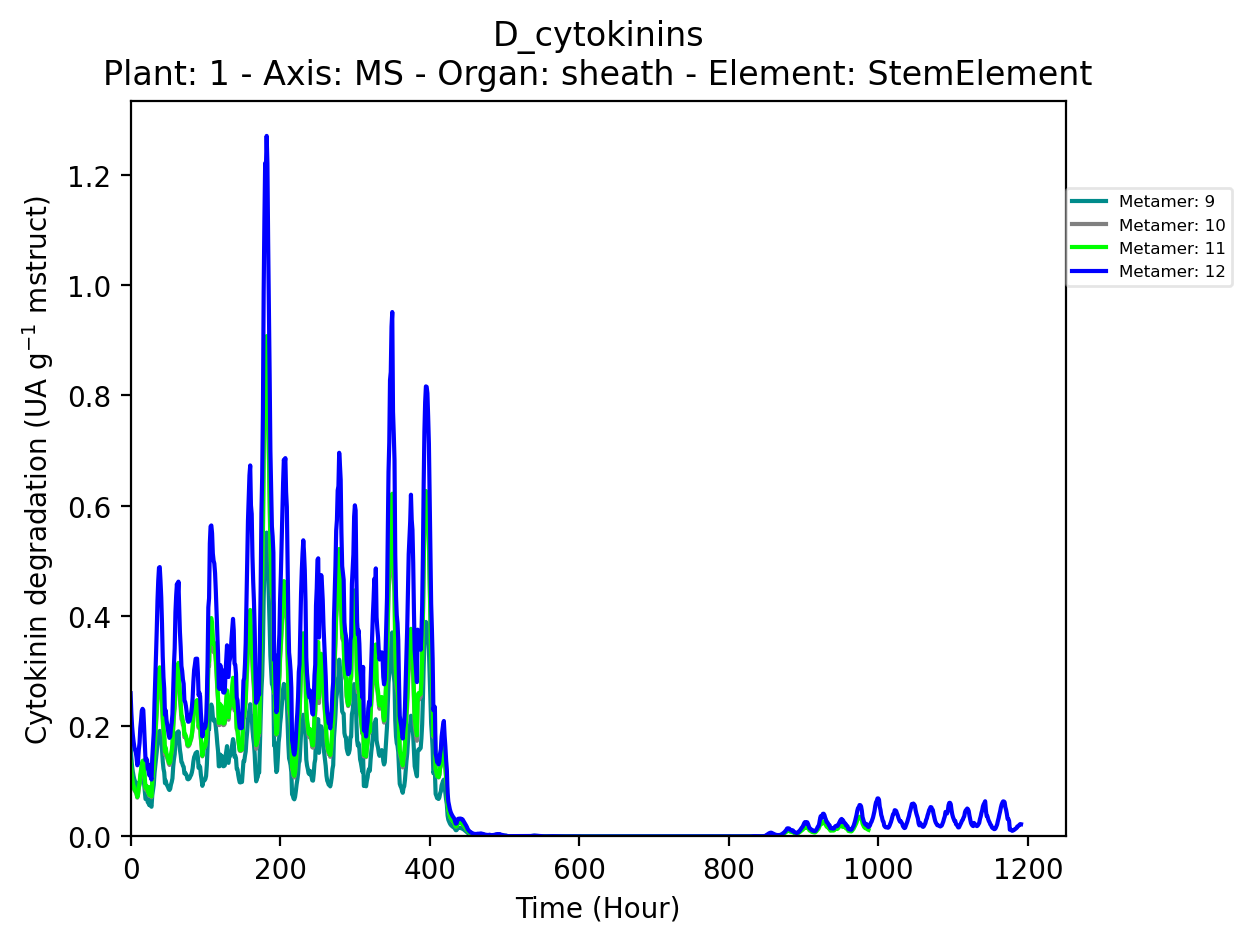 D_cytokinins
Plant: 1 - Axis: MS - Organ: sheath - Element: StemElement
Cytokinin degradation (UA g⁻¹ mstruct)
1.2
1.0
0.8
0.6
0.4
0.2
0.0
0 200 400 600 800 1000 1200
Time (Hour)
Metamer: 9
Metamer: 10
Metamer: 11
Metamer: 12